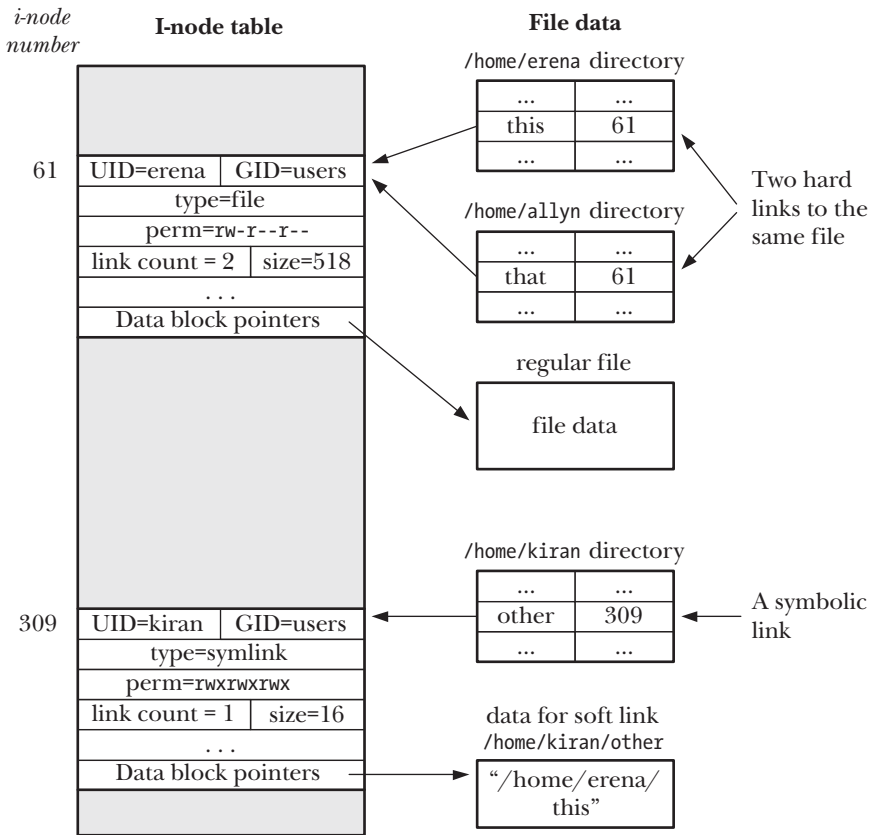 i-node
number
I-node table
File data
/home/erena directory
... ...
this 61
... ...
61
UID=erena GID=users
type=file
perm=rw-r--r--
link count = 2 size=518
. . .
Data block pointers
/home/allyn directory
... ...
that 61
... ...
Two hard
links to the
same file
regular file
file data
/home/kiran directory
... ...
other 309
... ...
A symbolic
link
309
UID=kiran GID=users
type=symlink
perm=rwxrwxrwx
link count = 1 size=16
. . .
Data block pointers
data for soft link
/home/kiran/other
“/home/erena/
this”